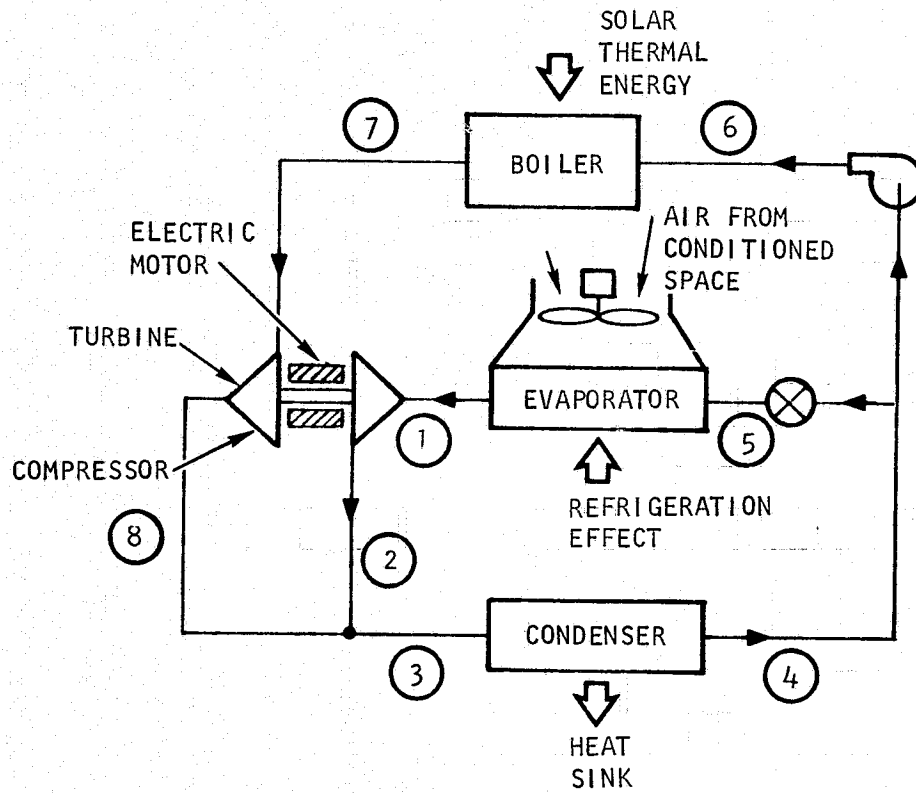 SOLAR
THERMAL
ENERGY
7
6
BOILER
ELECTRIC
MOTOR
AIR FROM
CONDITIONED
SPACE
TURBINE
EVAPORATOR
1
5
COMPRESSOR
REFRIGERATION
EFFECT
8
2
CONDENSER
3
4
HEAT
SINK